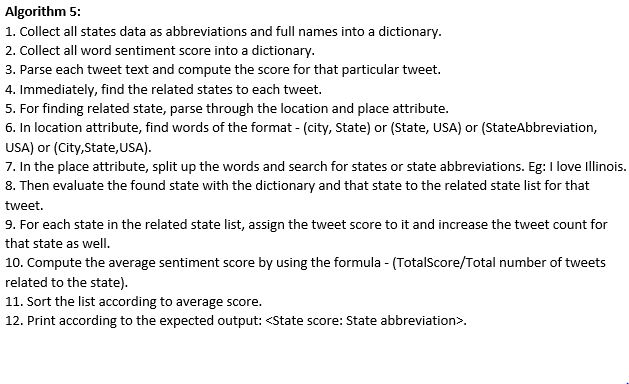 Algorithm 5:
1. Collect all states data as abbreviations and full names into a dictionary.
2. Collect all word sentiment score into a dictionary.
3. Parse each tweet text and compute the score for that particular tweet.
4. Immediately, find the related states to each tweet.
5. For finding related state, parse through the location and place attribute.
6. In location attribute, find words of the format - (city, State) or (State, USA) or (StateAbbreviation,
USA) or (City,State,USA).
7. In the place attribute, split up the words and search for states or state abbreviations. Eg: I love Illinois.
8. Then evaluate the found state with the dictionary and that state to the related state list for that
tweet.
9. For each state in the related state list, assign the tweet score to it and increase the tweet count for
that state as well.
10. Compute the average sentiment score by using the formula - (TotalScore/Total number of tweets
related to the state).
11. Sort the list according to average score.
12. Print according to the expected output: <State score: State abbreviation>.